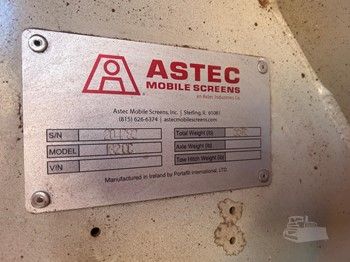 ASTEC
MOBILE SCREENS
an Astec Industries Co.
Astec Mobile Screens, Inc. | Sterling, IL 61081
(815) 626-6374 | astecmobilescreens.com
S/N
Total Weight (lb)
MODEL
Axle Weight (lb)
VIN
Tow Hitch Weight (lb)
Manufactured in Ireland by Portafill International, LTD.